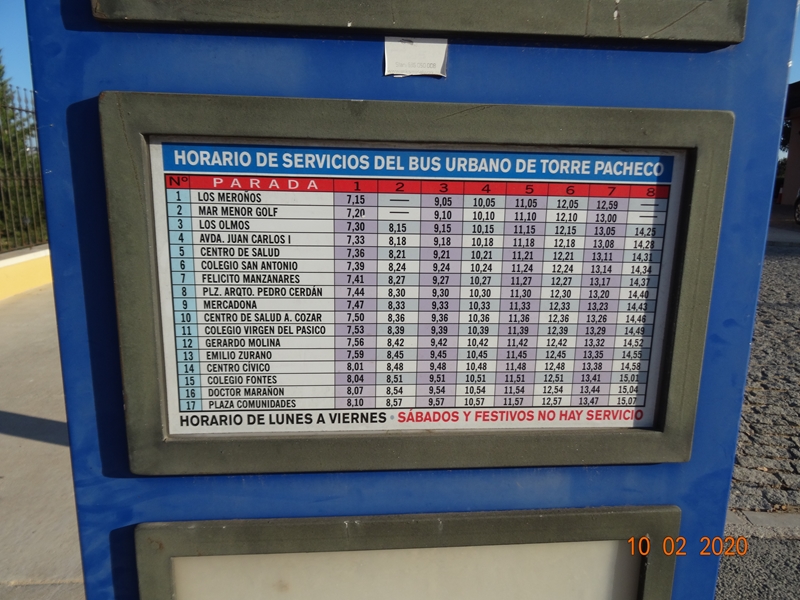 HORARIO DE SERVICIOS DEL BUS URBANO DE TORRE PACHECO
Nº PARADA 1 2 3 4 5 6 7 8
1 LOS MEROÑOS 7,15 — 9,05 10,05 11,05 12,05 12,59 —
2 MAR MENOR GOLF 7,20 — 9,10 10,10 11,10 12,10 13,00 —
3 LOS OLMOS 7,30 8,15 9,15 10,15 11,15 12,15 13,05 14,25
4 AVDA. JUAN CARLOS I 7,33 8,18 9,18 10,18 11,18 12,18 13,08 14,28
5 CENTRO DE SALUD 7,36 8,21 9,21 10,21 11,21 12,21 13,11 14,31
6 COLEGIO SAN ANTONIO 7,39 8,24 9,24 10,24 11,24 12,24 13,14 14,34
7 FELICITO MANZANARES 7,41 8,27 9,27 10,27 11,27 12,27 13,17 14,37
8 PLZ. ARQTO. PEDRO CERDÁN 7,44 8,30 9,30 10,30 11,30 12,30 13,20 14,40
9 MERCADONA 7,47 8,33 9,33 10,33 11,33 12,33 13,23 14,43
10 CENTRO DE SALUD A. COZAR 7,50 8,36 9,36 10,36 11,36 12,36 13,26 14,46
11 COLEGIO VIRGEN DEL PASICO 7,53 8,39 9,39 10,39 11,39 12,39 13,29 14,49
12 GERARDO MOLINA 7,56 8,42 9,42 10,42 11,42 12,42 13,32 14,52
13 EMILIO ZURANO 7,59 8,45 9,45 10,45 11,45 12,45 13,35 14,55
14 CENTRO CÍVICO 8,01 8,48 9,48 10,48 11,48 12,48 13,38 14,58
15 COLEGIO FONTES 8,04 8,51 9,51 10,51 11,51 12,51 13,41 15,01
16 DOCTOR MARAÑON 8,07 8,54 9,54 10,54 11,54 12,54 13,44 15,04
17 PLAZA COMUNIDADES 8,10 8,57 9,57 10,57 11,57 12,57 13,47 15,07
HORARIO DE LUNES A VIERNES · SÁBADOS Y FESTIVOS NO HAY SERVICIO
10 02 2020